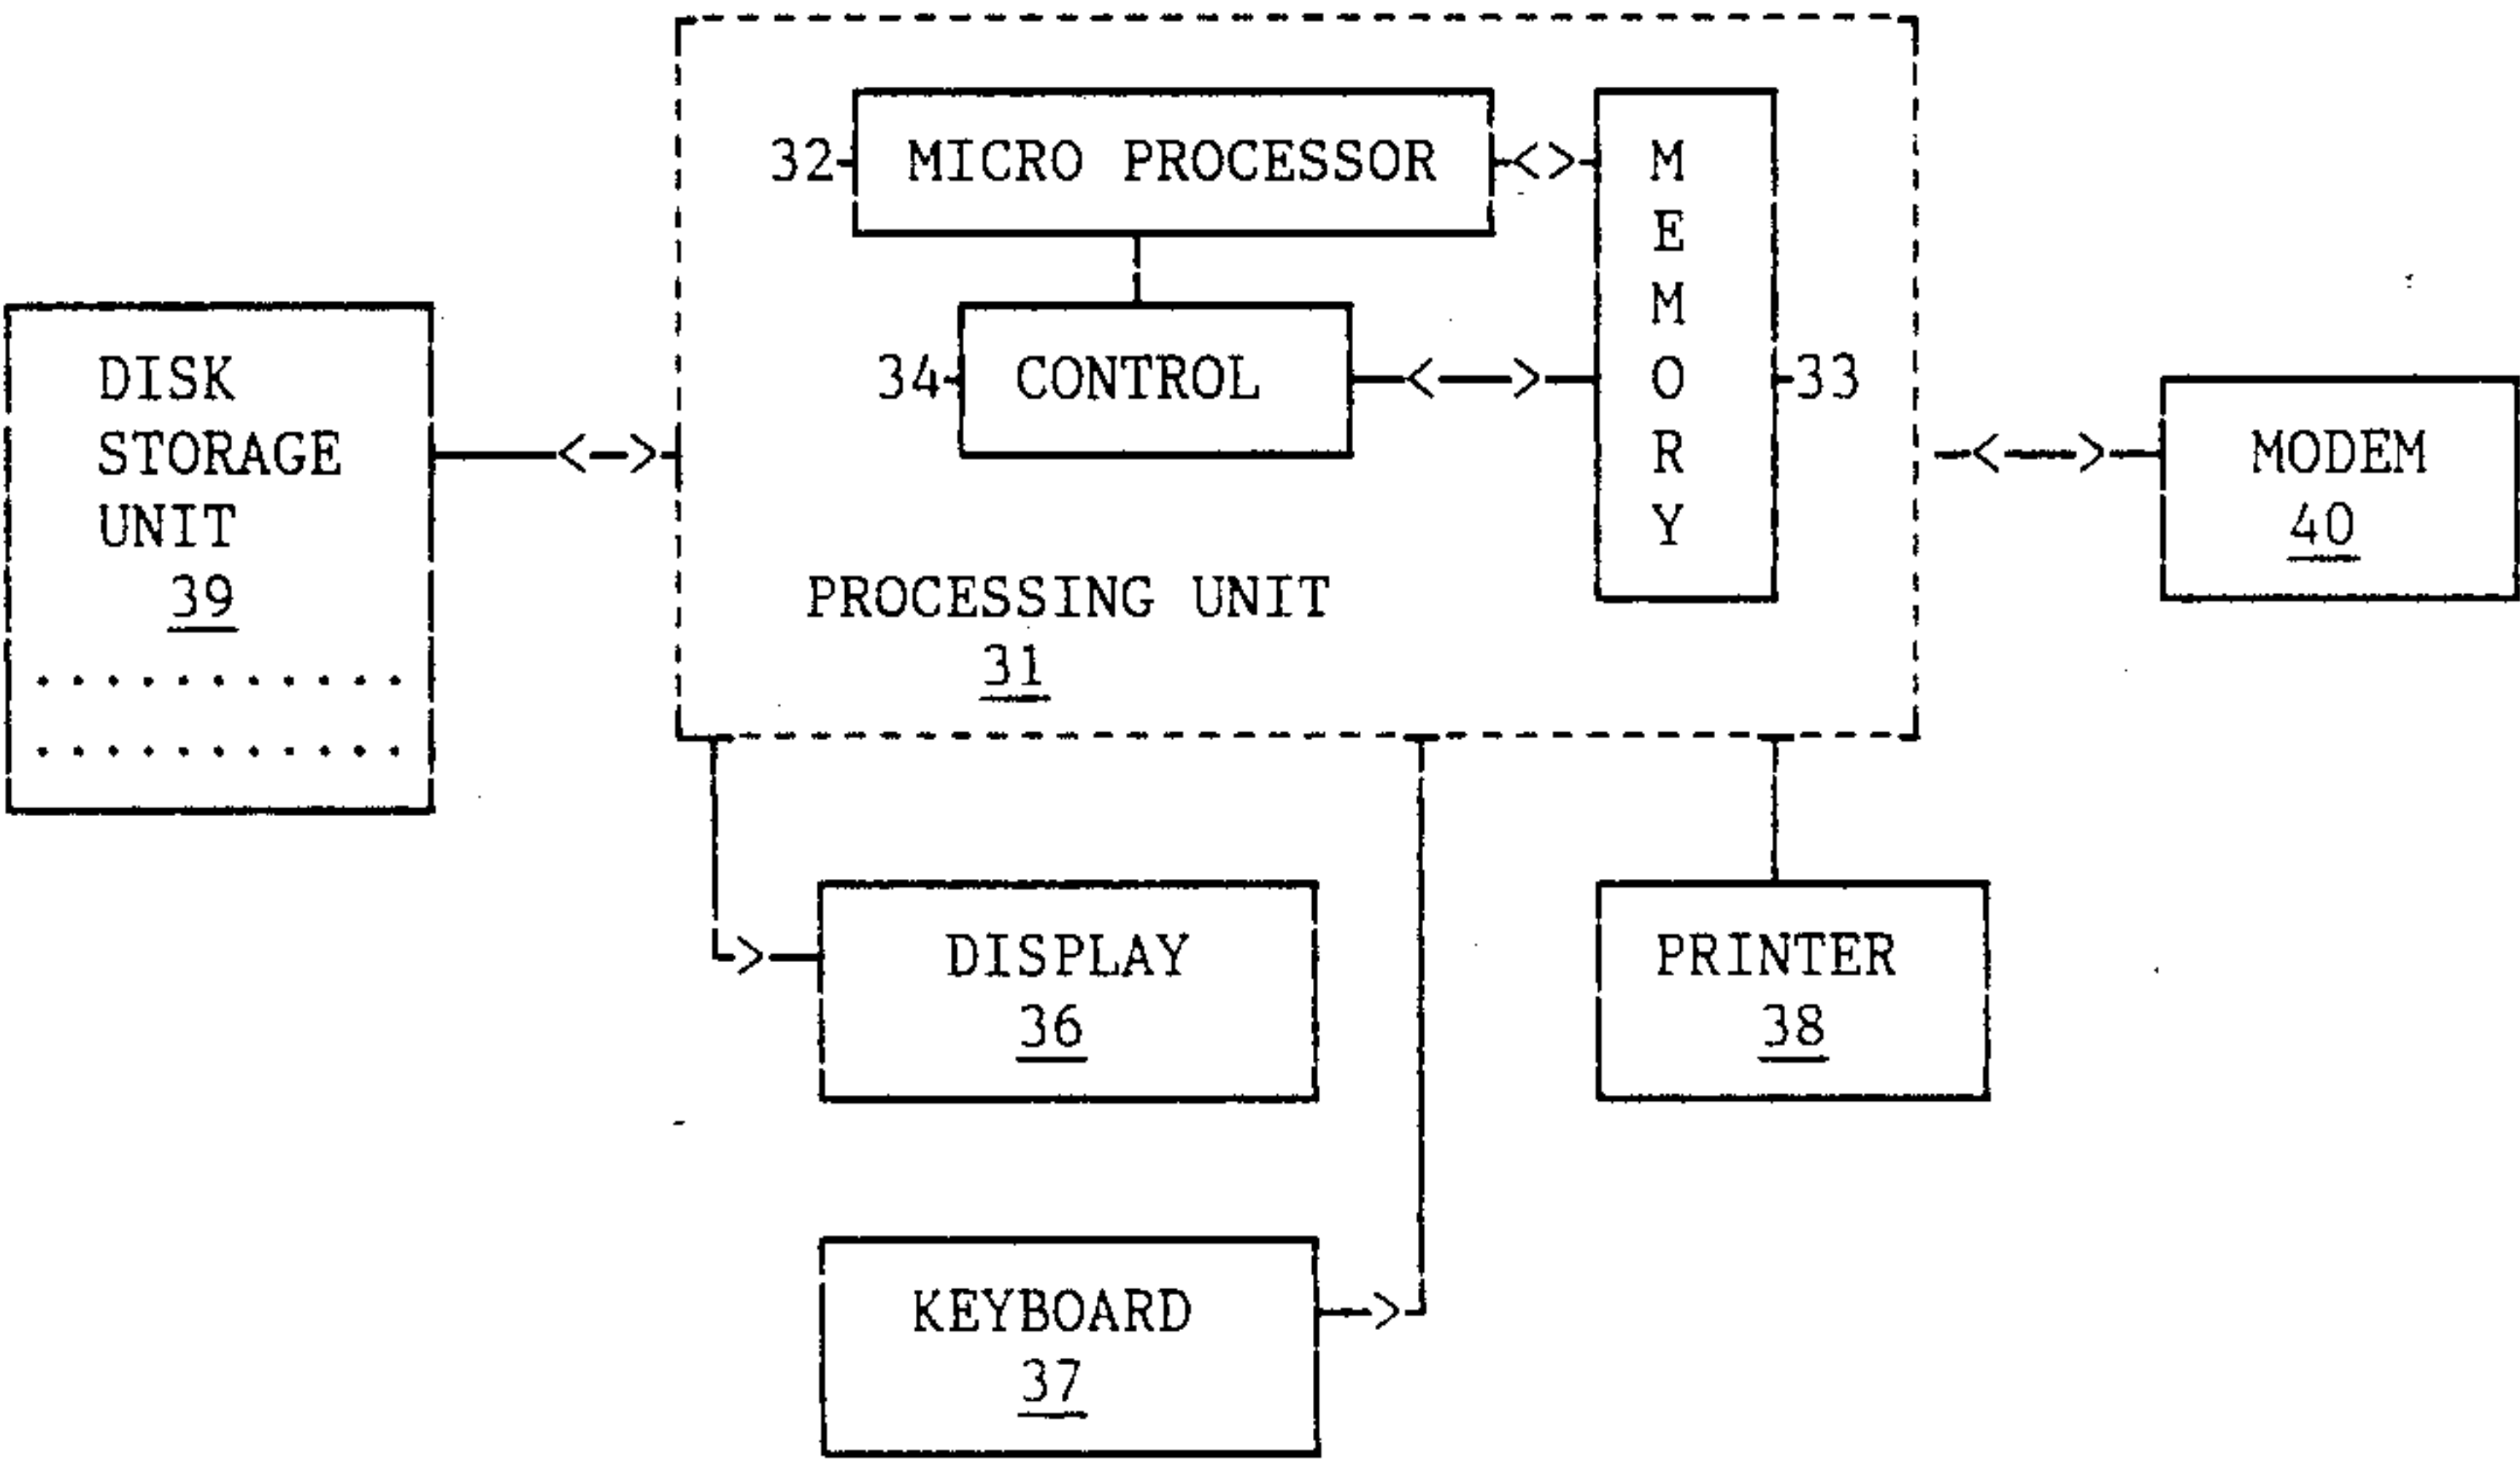 32 MICRO PROCESSOR
MEMORY
33
34 CONTROL
PROCESSING UNIT
31
DISK
STORAGE
UNIT
39
MODEM
40
DISPLAY
36
PRINTER
38
KEYBOARD
37